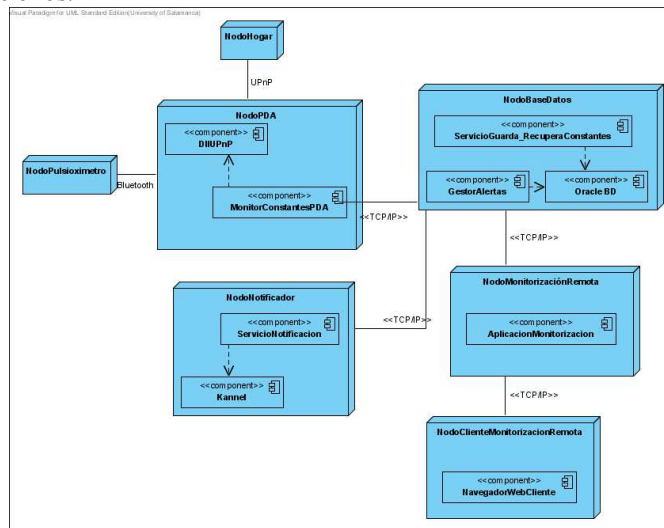 Visual Paradigm for UML Standard Edition(University of Salamanca)
NodoHogar
UPnP
NodoPDA
<<component>>
DllUPnP
<<component>>
MonitorConstantesPDA
NodoPulsioximetro
Bluetooth
<<TCP/IP>>
NodoBaseDatos
<<component>>
ServicioGuarda_RecuperaConstantes
<<component>>
GestorAlertas
<<component>>
Oracle BD
<<TCP/IP>>
NodoNotificador
<<component>>
ServicioNotificacion
<<component>>
Kannel
<<TCP/IP>>
NodoMonitorizaciónRemota
<<component>>
AplicacionMonitorizacion
<<TCP/IP>>
NodoClienteMonitorizacionRemota
<<component>>
NavegadorWebCliente